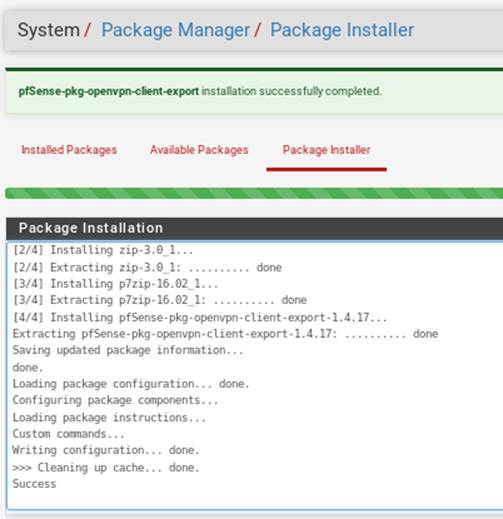 System / Package Manager / Package Installer
pfSense-pkg-openvpn-client-export installation successfully completed.
Installed Packages Available Packages Package Installer
Package Installation
[2/4] Installing zip-3.0_1...
[2/4] Extracting zip-3.0_1: .......... done
[3/4] Installing p7zip-16.02_1...
[3/4] Extracting p7zip-16.02_1: .......... done
[4/4] Installing pfSense-pkg-openvpn-client-export-1.4.17...
Extracting pfSense-pkg-openvpn-client-export-1.4.17: .......... done
Saving updated package information...
done.
Loading package configuration... done.
Configuring package components...
Loading package instructions...
Custom commands...
Writing configuration... done.
>>> Cleaning up cache... done.
Success